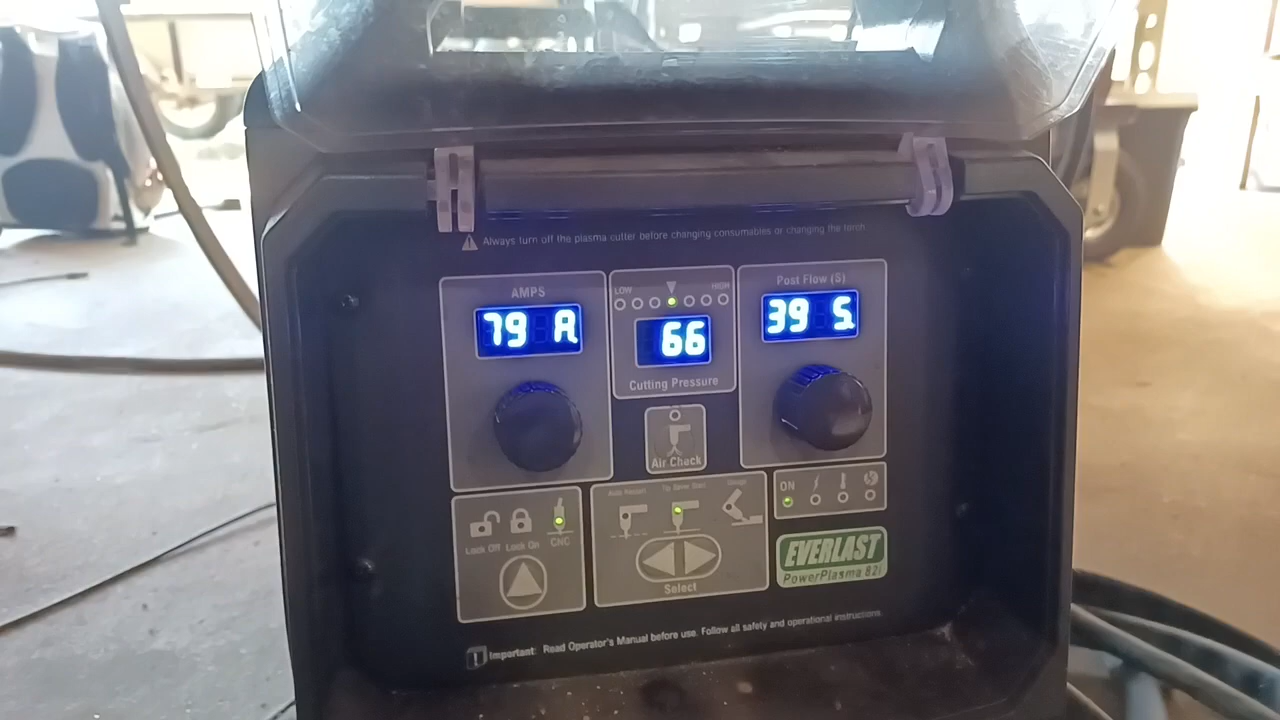 Always turn off the plasma cutter before changing consumables or changing the torch.
AMPS
79 A
LOW
HIGH
66
Cutting Pressure
Post Flow (S)
39 S
Air Check
Lock Off
Lock On
CNC
Auto Restart
Tip Saver Start
Gouge
Select
ON
EVERLAST
PowerPlasma 82i
Important: Read Operator's Manual before use. Follow all safety and operational instructions.